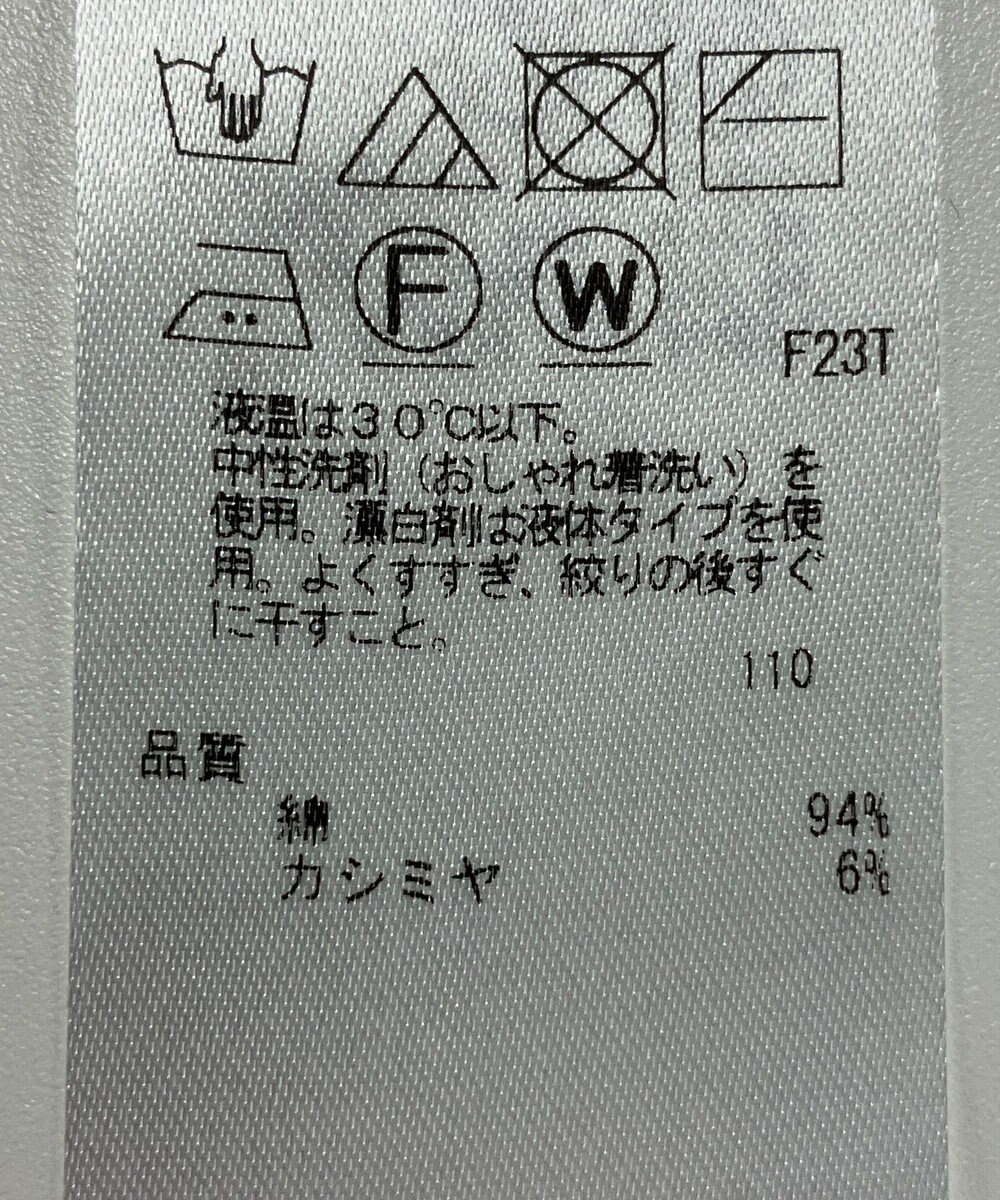 F
W
F23T
液温は30℃以下。
中性洗剤（おしゃれ着洗い）を
使用。漂白剤は液体タイプを使
用。よくすすぎ、絞りの後すぐ
に干すこと。
110
品質
綿 94%
カシミヤ 6%